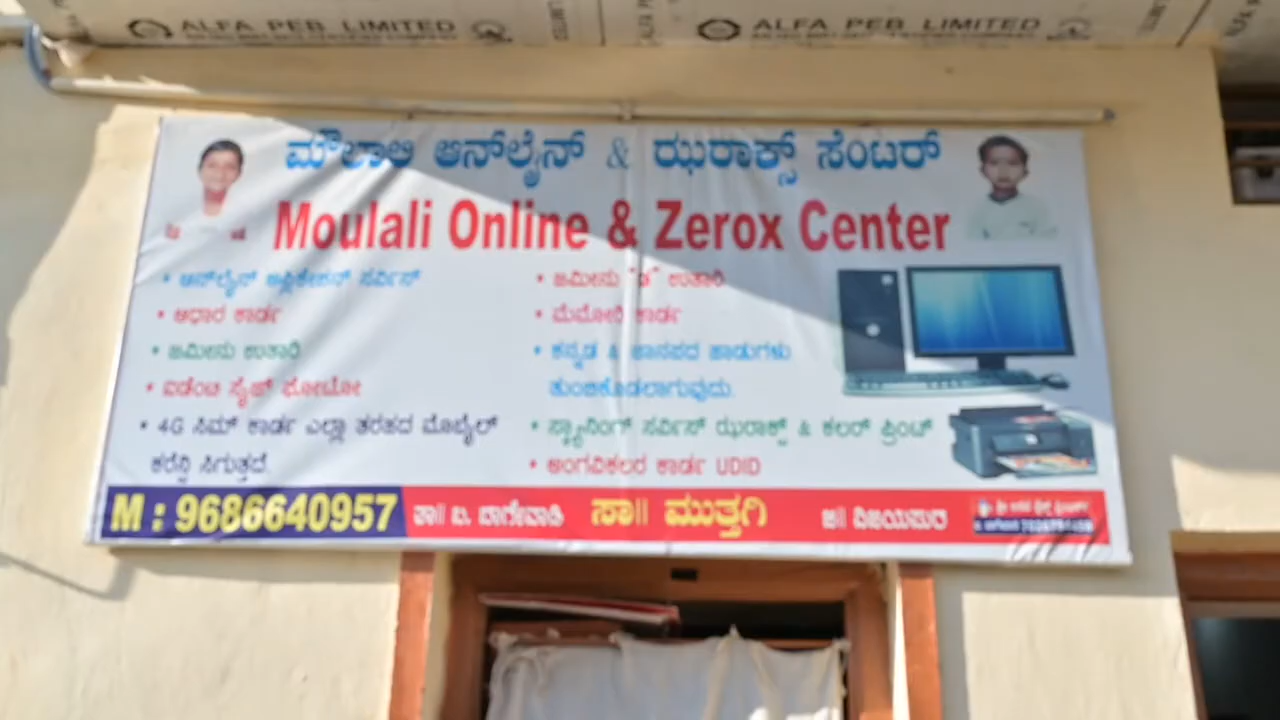 ALFA PEB LIMITED
ALFA PEB LIMITED
ಮೌಲಾಲಿ ಆನ್‌ಲೈನ್ & ಝರಾಕ್ಸ್ ಸೆಂಟರ್
Moulali Online & Zerox Center
• ಆನ್‌ಲೈನ್ ಅಪ್ಲಿಕೇಶನ್ ಸರ್ವಿಸ್
• ಆಧಾರ ಕಾರ್ಡ
• ಜಮೀನು ಉತಾರಿ
• ಐಡೆಂಟಿ ಸೈಜ್ ಫೋಟೋ
• 4G ಸಿಮ್ ಕಾರ್ಡ ಎಲ್ಲಾ ತರಹದ ಮೊಬೈಲ್
ಕರೆನ್ಸಿ ಸಿಗುತ್ತದೆ.
• ಜಮೀನು "ಡ" ಉತಾರಿ
• ಮೆಮೋರಿ ಕಾರ್ಡ
• ಕನ್ನಡ & ಜಾನಪದ ಹಾಡುಗಳು
ತುಂಬಿಕೊಡಲಾಗುವುದು.
• ಸ್ಕ್ಯಾನಿಂಗ್ ಸರ್ವಿಸ್ ಝರಾಕ್ಸ್ & ಕಲರ್ ಪ್ರಿಂಟ್
• ಅಂಗವಿಕಲರ ಕಾರ್ಡ UDID
M : 9686640957 ತಾ|| ಬ. ಬಾಗೇವಾಡಿ ಸಾ|| ಮುತ್ತಗಿ ಜಿ|| ವಿಜಯಪುರ